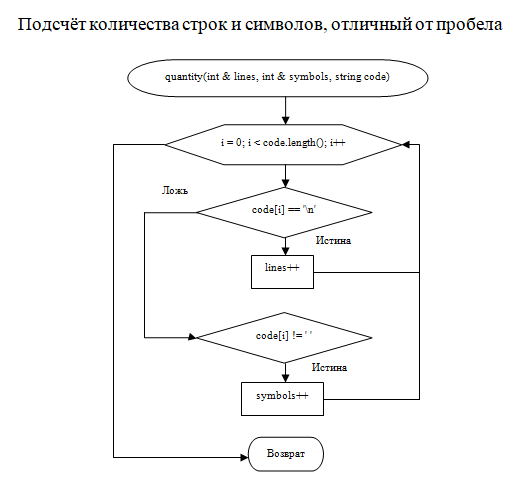 Подсчёт количества строк и символов, отличный от пробела
quantity(int & lines, int & symbols, string code)
i = 0; i < code.length(); i++
Ложь
code[i] == '\n'
Истина
lines++
code[i] != ' '
Истина
symbols++
Возврат